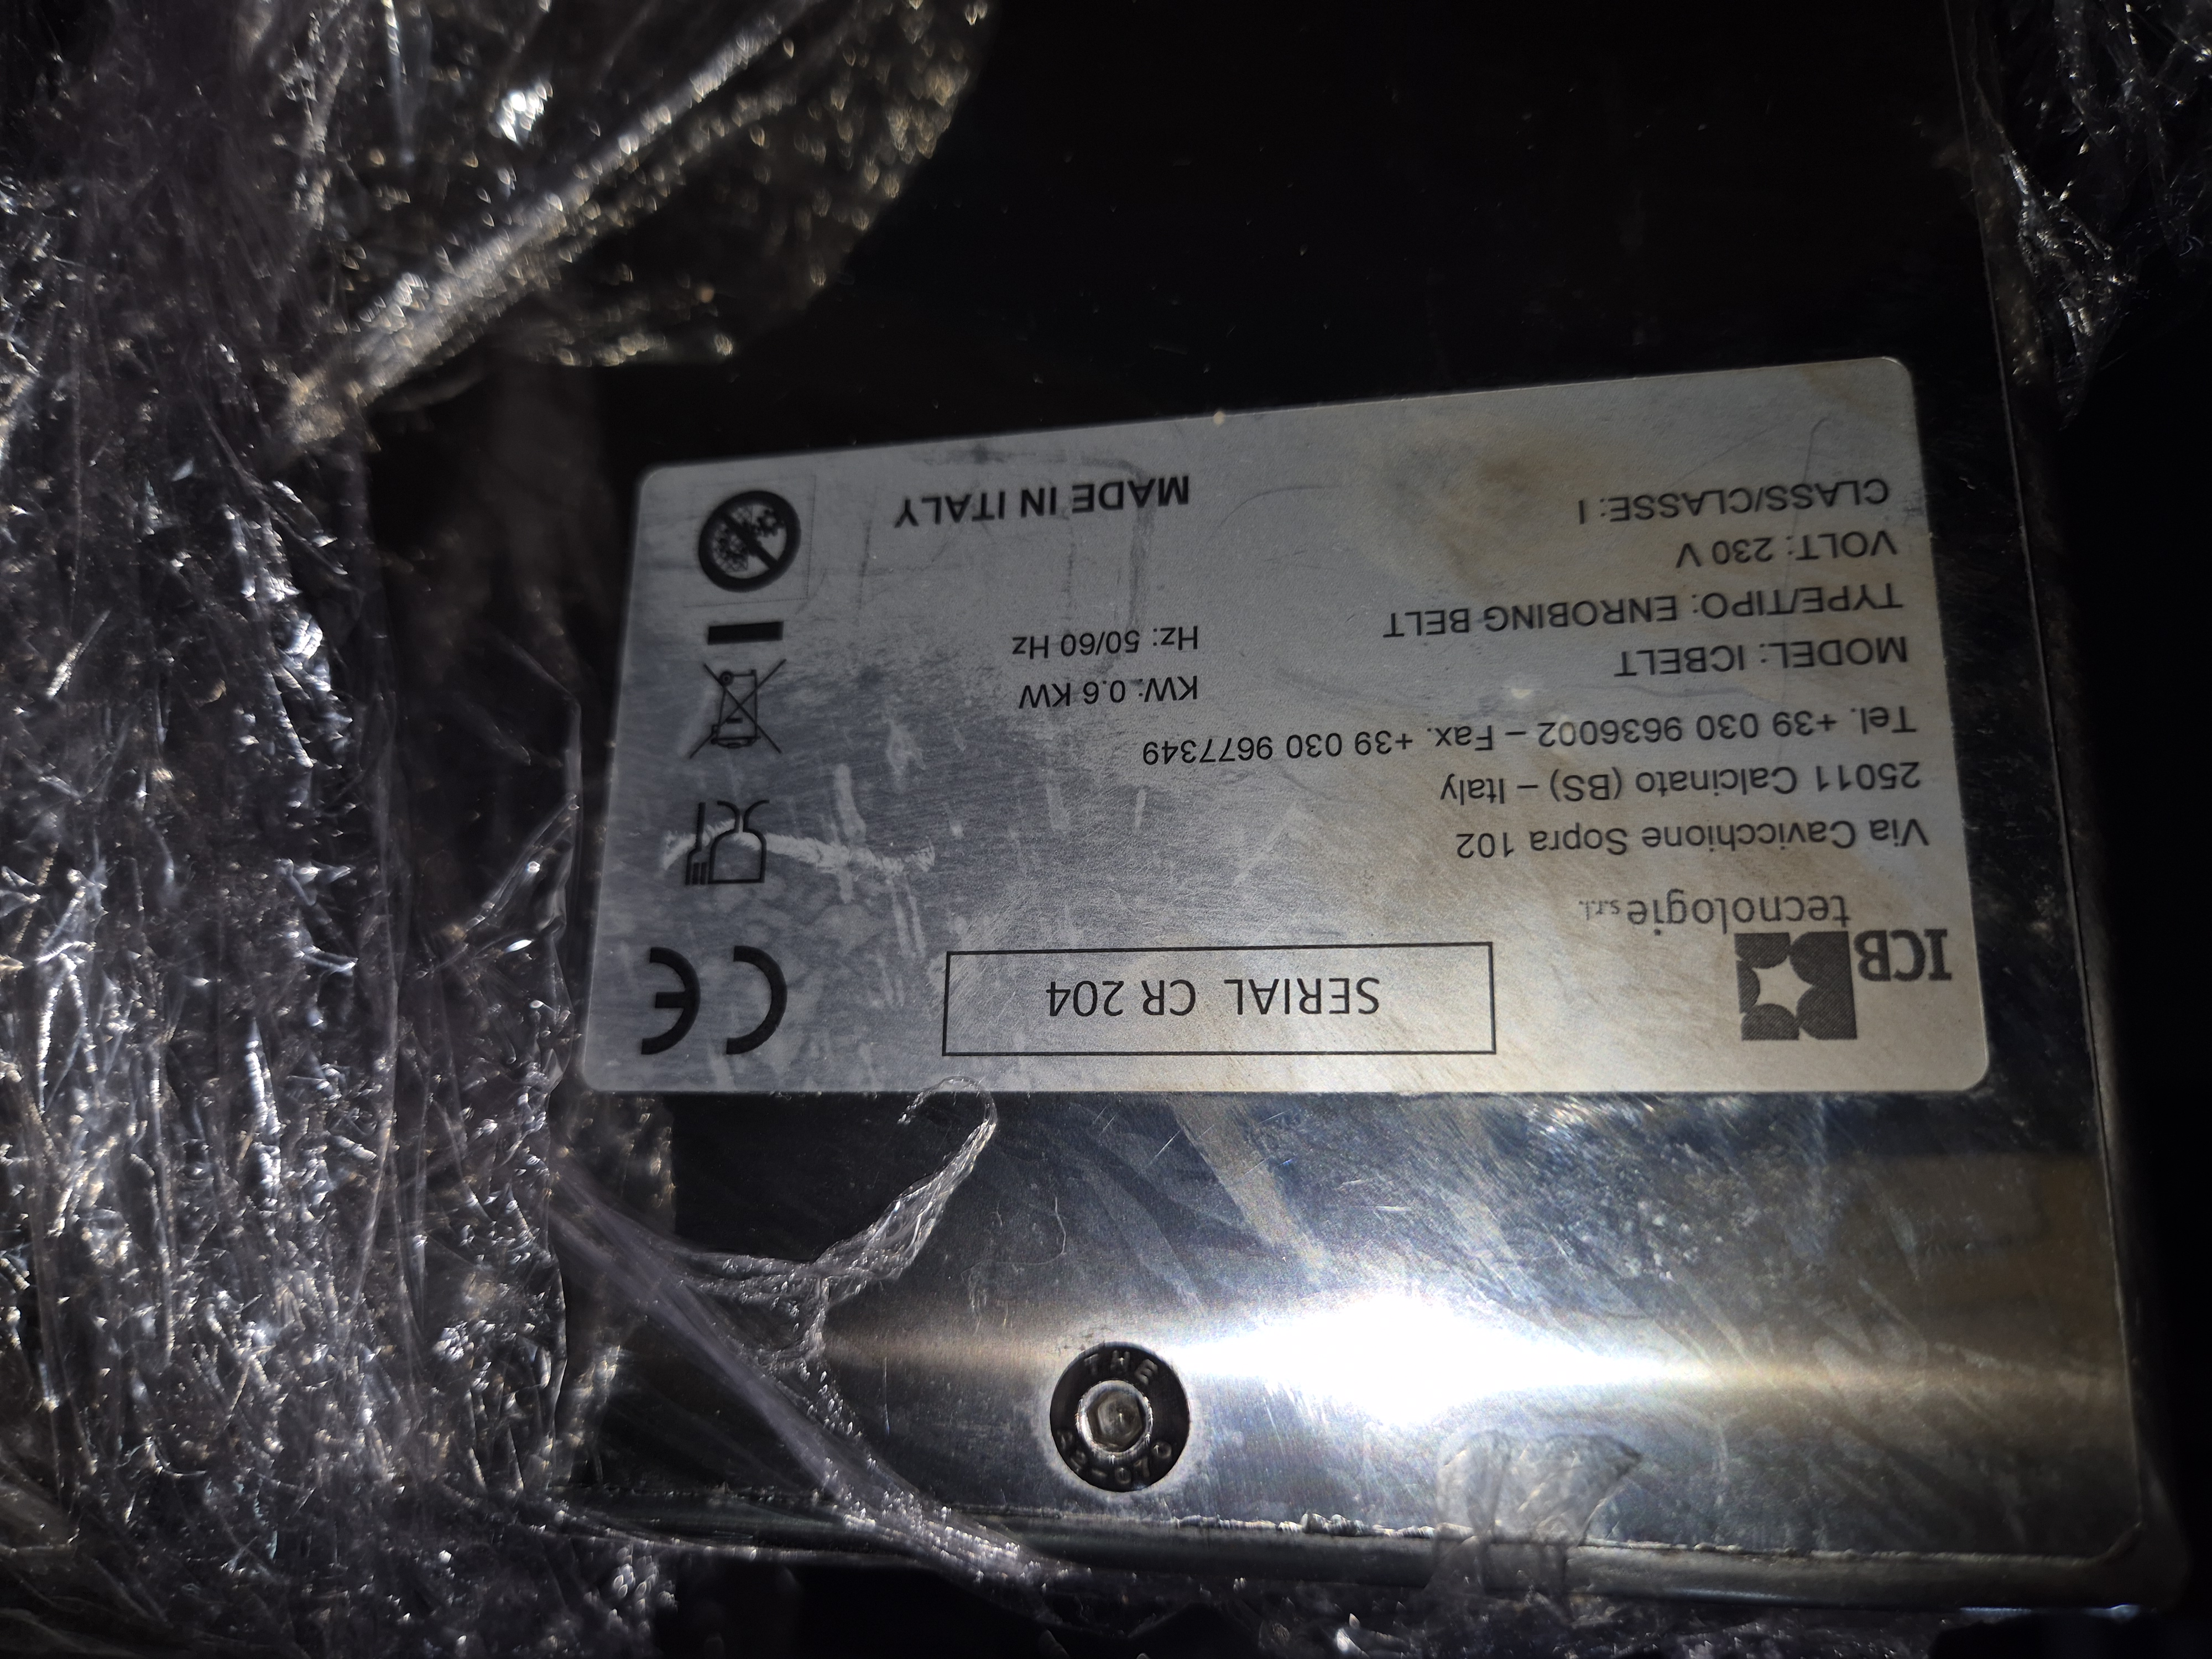 ICB
tecnologie s.r.l.
SERIAL CR 204
CE
Via Cavicchione Sopra 102
25011 Calcinato (BS) – Italy
Tel. +39 030 9636002 – Fax. +39 030 9677349
MODEL: ICBELT
KW: 0.6 KW
TYPE/TIPO: ENROBING BELT
Hz: 50/60 Hz
VOLT: 230 V
CLASS/CLASSE: I
MADE IN ITALY
THE